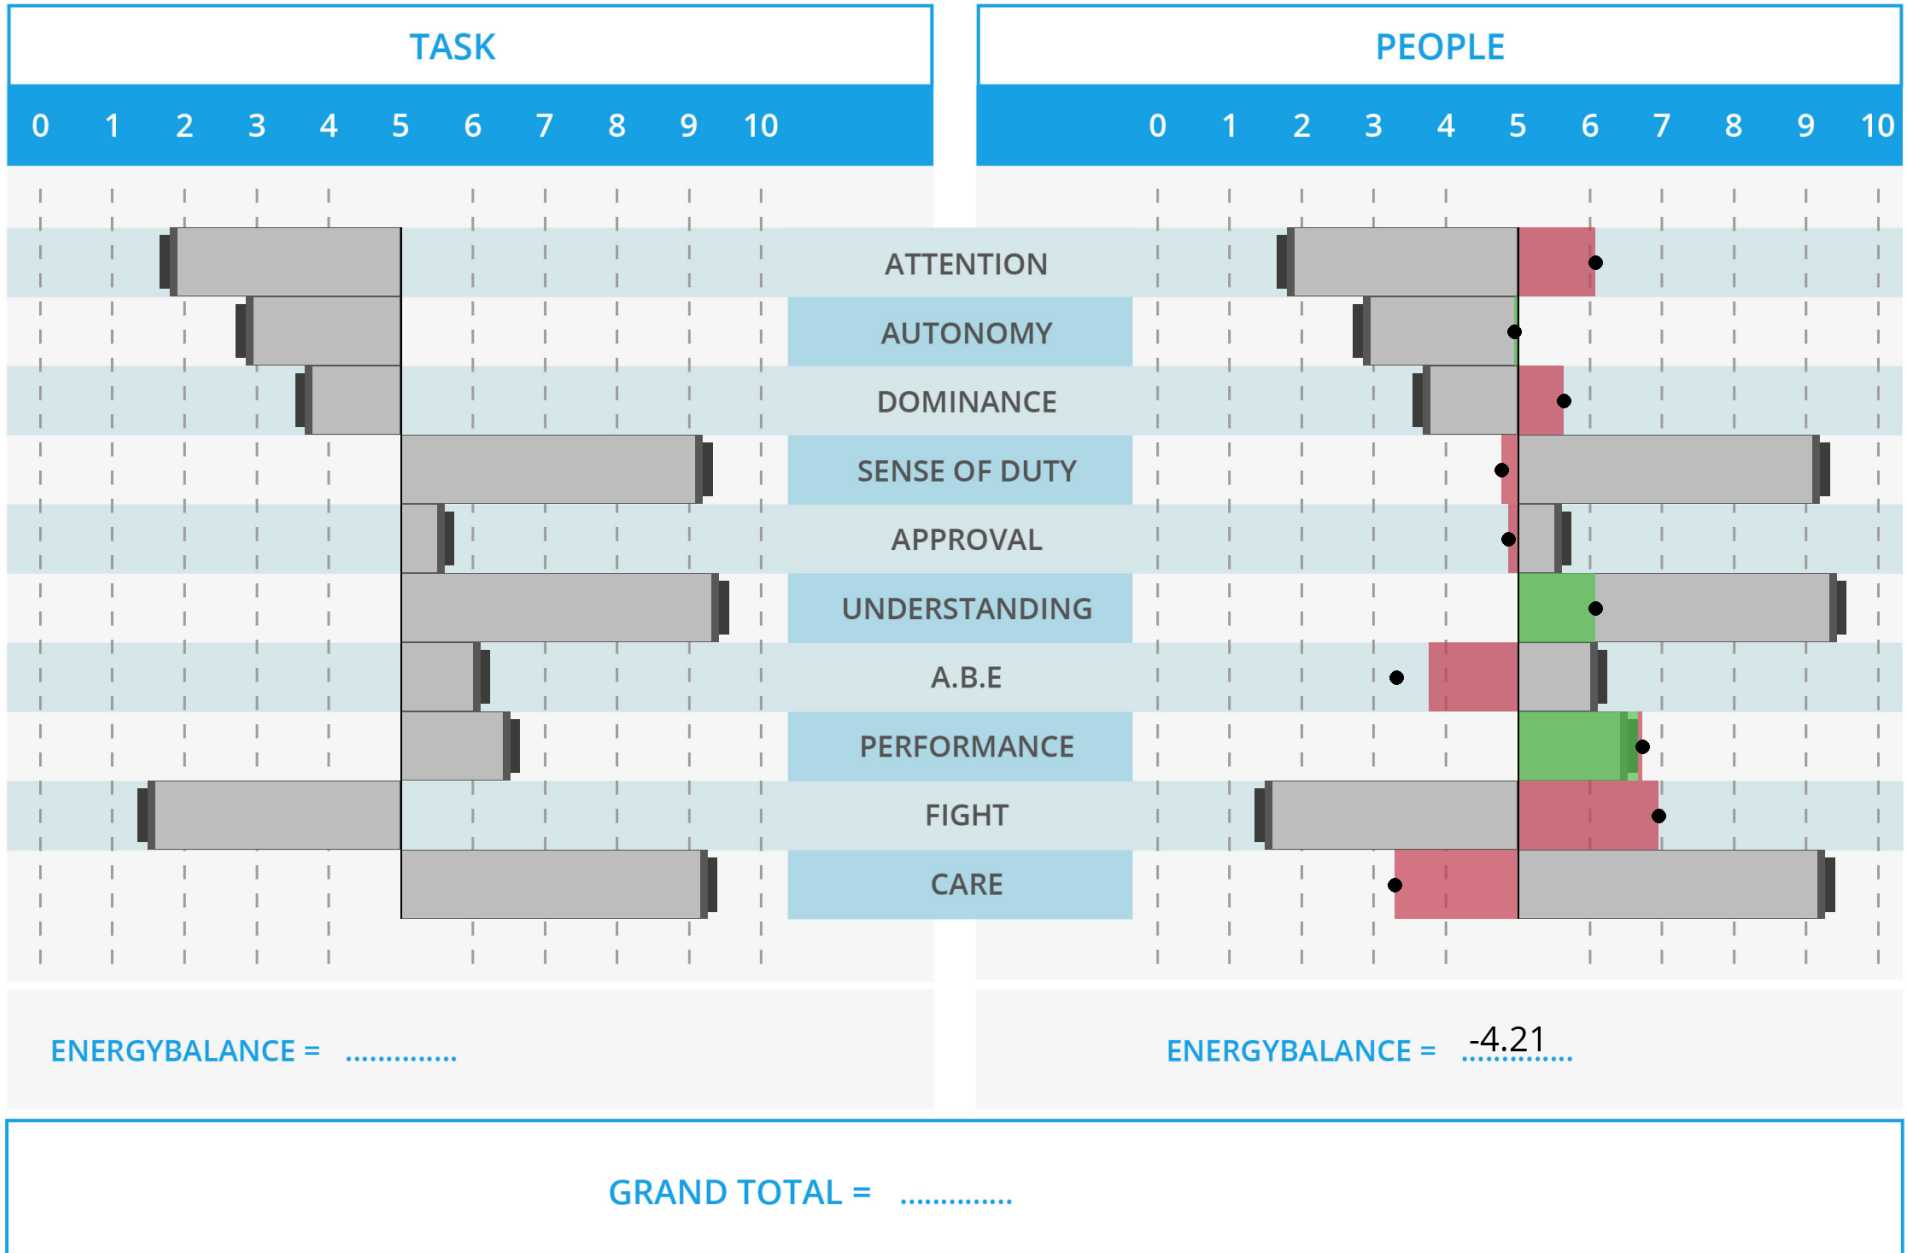 TASK
PEOPLE
0 1 2 3 4 5 6 7 8 9 10
0 1 2 3 4 5 6 7 8 9 10
ATTENTION
AUTONOMY
DOMINANCE
SENSE OF DUTY
APPROVAL
UNDERSTANDING
A.B.E
PERFORMANCE
FIGHT
CARE
ENERGYBALANCE = ..............
ENERGYBALANCE = -4.21
GRAND TOTAL = ..............